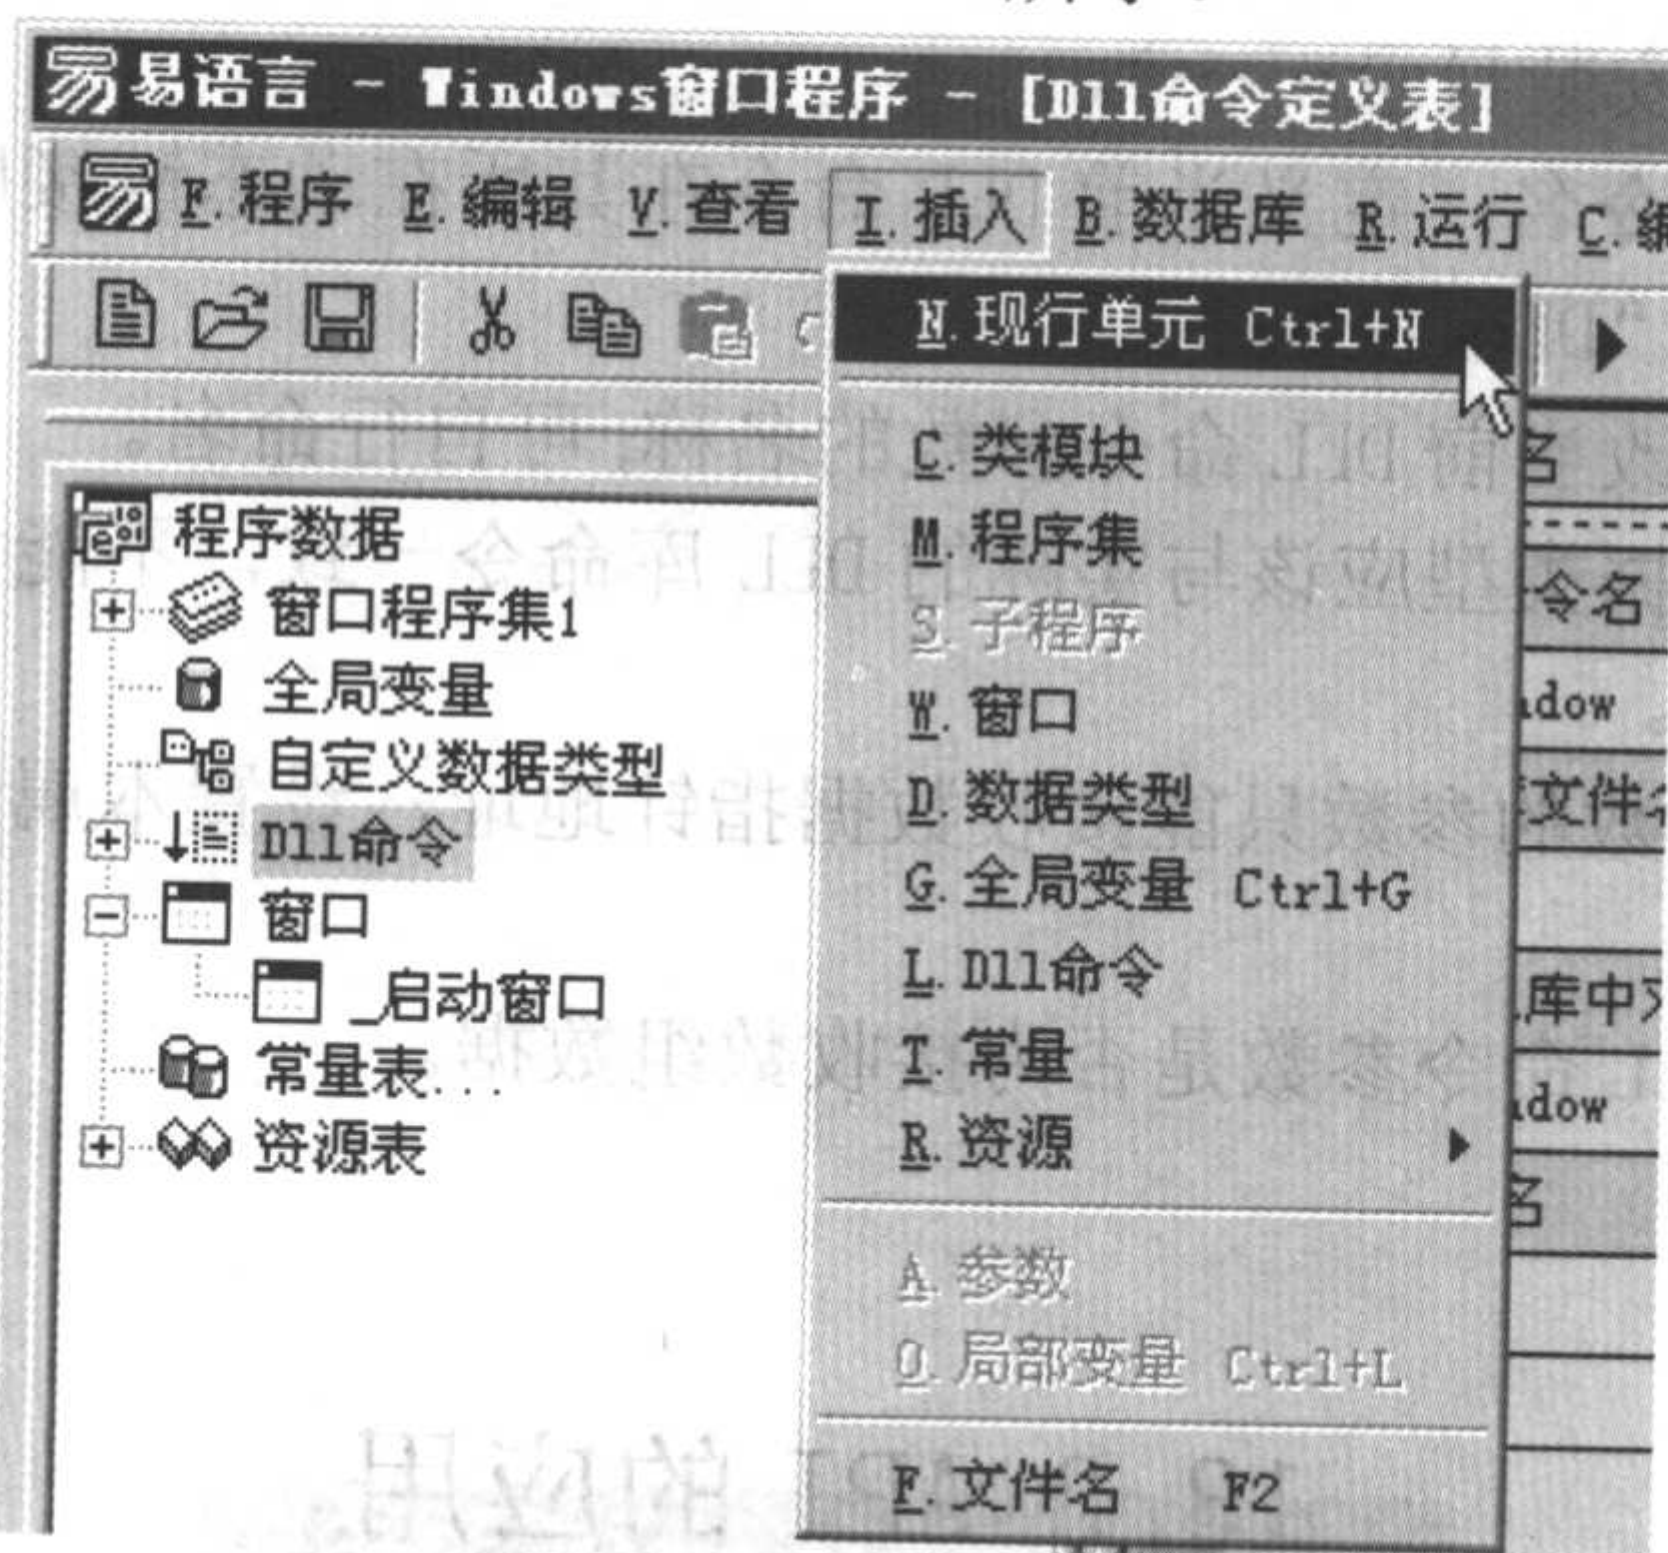 易语言 - Windows窗口程序 - [Dll命令定义表]
F.程序 E.编辑 V.查看 I.插入 B.数据库 R.运行 C.编
N.现行单元 Ctrl+N
C.类模块
M.程序集
S.子程序
W.窗口
D.数据类型
G.全局变量 Ctrl+G
L.Dll命令
T.常量
R.资源
A.参数
O.局部变量 Ctrl+L
F.文件名 F2
程序数据
窗口程序集1
全局变量
自定义数据类型
Dll命令
窗口
_启动窗口
常量表...
资源表
名
令名
ndow
文件名
库中对
ndow
名